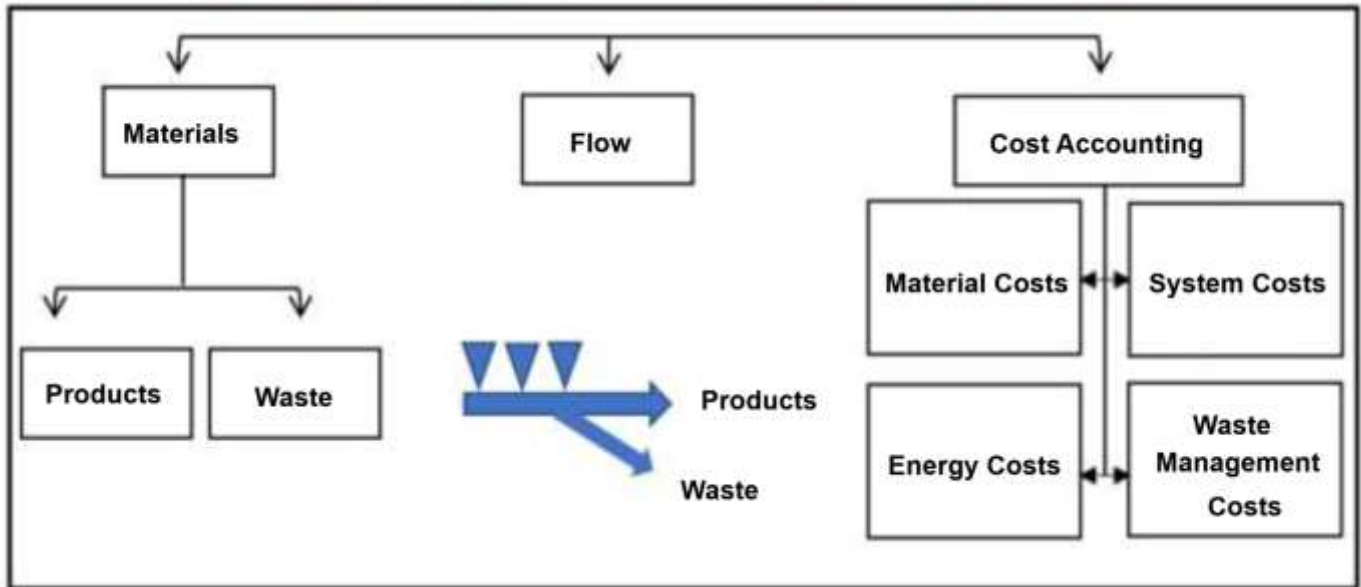 Materials
Flow
Cost Accounting
Material Costs
System Costs
Products
Waste
Products
Waste
Energy Costs
Waste
Management
Costs